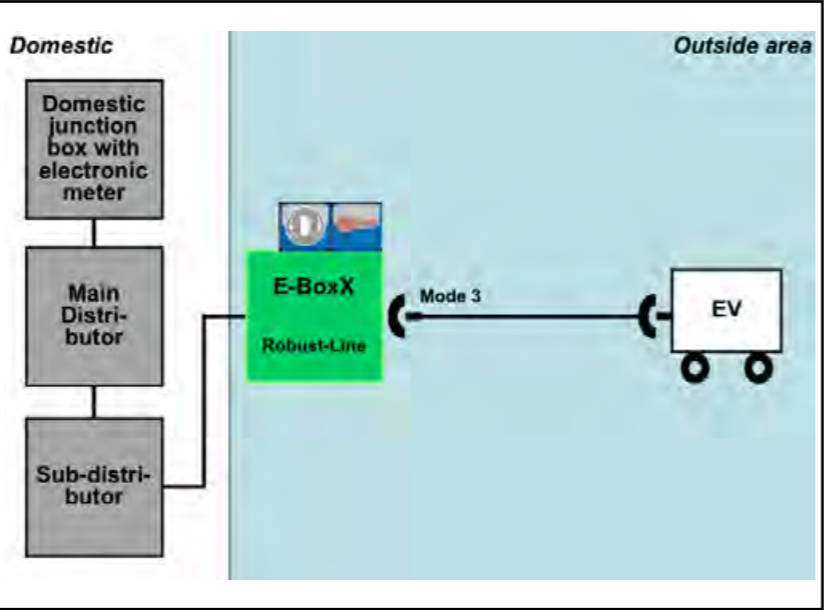 Domestic
Outside area
Domestic
junction
box with
electronic
meter
Main
Distri-
butor
Sub-distri-
butor
E-BoxX
Robust-Line
Mode 3
EV